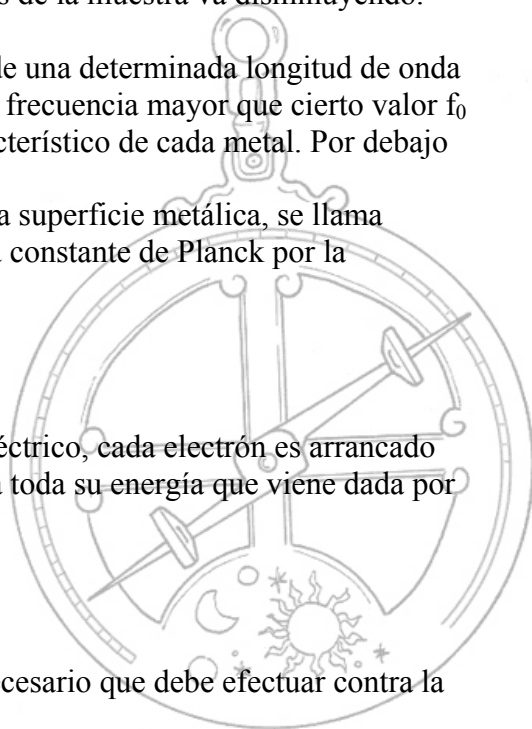 s de la muestra va disminuyendo.
le una determinada longitud de onda
frecuencia mayor que cierto valor f₀
cterístico de cada metal. Por debajo
a superficie metálica, se llama
a constante de Planck por la
éctrico, cada electrón es arrancado
a toda su energía que viene dada por
cesario que debe efectuar contra la